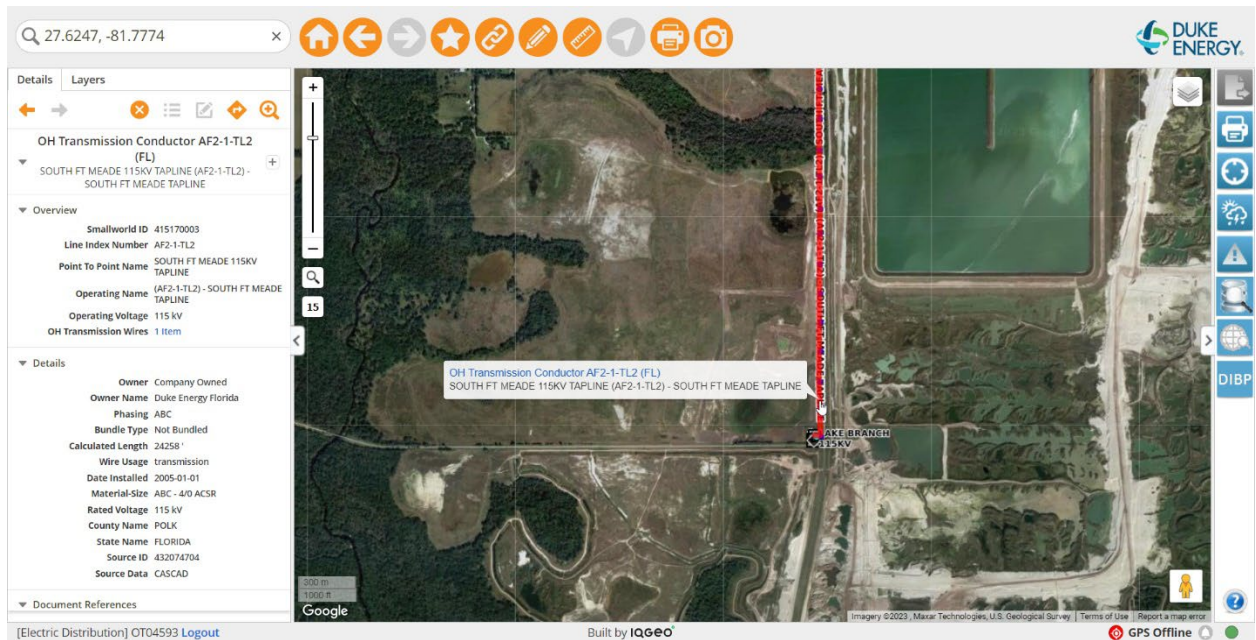 27.6247, -81.7774
DUKE
ENERGY.
Details Layers
OH Transmission Conductor AF2-1-TL2
(FL)
SOUTH FT MEADE 115KV TAPLINE (AF2-1-TL2) -
SOUTH FT MEADE TAPLINE
Overview
Smallworld ID 415170003
Line Index Number AF2-1-TL2
Point To Point Name SOUTH FT MEADE 115KV
TAPLINE
Operating Name (AF2-1-TL2) - SOUTH FT MEADE
TAPLINE
Operating Voltage 115 kV
OH Transmission Wires 1 Item
Details
Owner Company Owned
Owner Name Duke Energy Florida
Phasing ABC
Bundle Type Not Bundled
Calculated Length 24258 '
Wire Usage transmission
Date Installed 2005-01-01
Material-Size ABC - 4/0 ACSR
Rated Voltage 115 kV
County Name POLK
State Name FLORIDA
Source ID 432074704
Source Data CASCAD
Document References
+
−
15
OH Transmission Conductor AF2-1-TL2 (FL)
SOUTH FT MEADE 115KV TAPLINE (AF2-1-TL2) - SOUTH FT MEADE TAPLINE
AKE BRANCH
115KV
300 m
1000 ft
Google
Imagery ©2023 , Maxar Technologies, U.S. Geological Survey Terms of Use Report a map error
DIBP
?
[Electric Distribution] OT04593 Logout
Built by IQGeo
GPS Offline